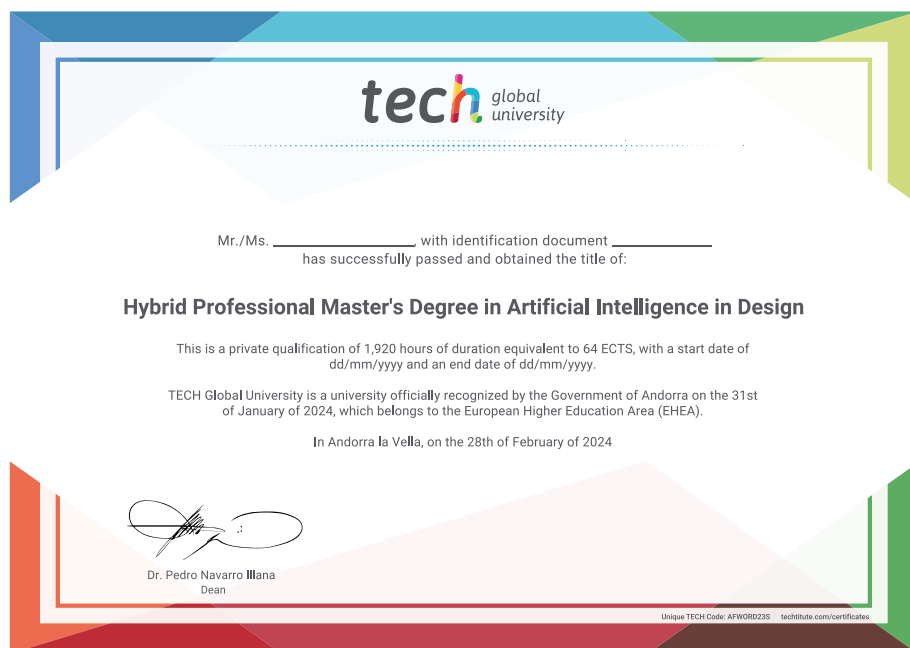 tech global university
Mr./Ms. ____________, with identification document ____________
has successfully passed and obtained the title of:
Hybrid Professional Master's Degree in Artificial Intelligence in Design
This is a private qualification of 1,920 hours of duration equivalent to 64 ECTS, with a start date of
dd/mm/yyyy and an end date of dd/mm/yyyy.
TECH Global University is a university officially recognized by the Government of Andorra on the 31st
of January of 2024, which belongs to the European Higher Education Area (EHEA).
In Andorra la Vella, on the 28th of February of 2024
Dr. Pedro Navarro Illana
Dean
Unique TECH Code: AFWORD23S techtitute.com/certificates